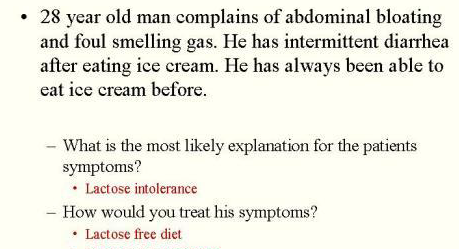 • 28 year old man complains of abdominal bloating
and foul smelling gas. He has intermittent diarrhea
after eating ice cream. He has always been able to
eat ice cream before.
– What is the most likely explanation for the patients
symptoms?
• Lactose intolerance
– How would you treat his symptoms?
• Lactose free diet